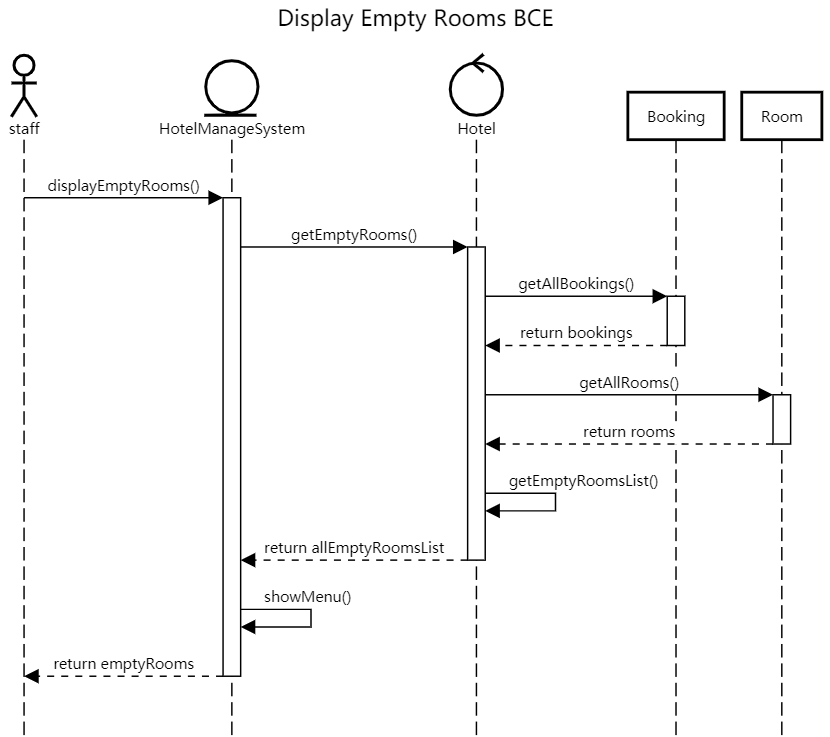 Display Empty Rooms BCE
staff
HotelManageSystem
Hotel
Booking
Room
displayEmptyRooms()
getEmptyRooms()
getAllBookings()
return bookings
getAllRooms()
return rooms
getEmptyRoomsList()
return allEmptyRoomsList
showMenu()
return emptyRooms